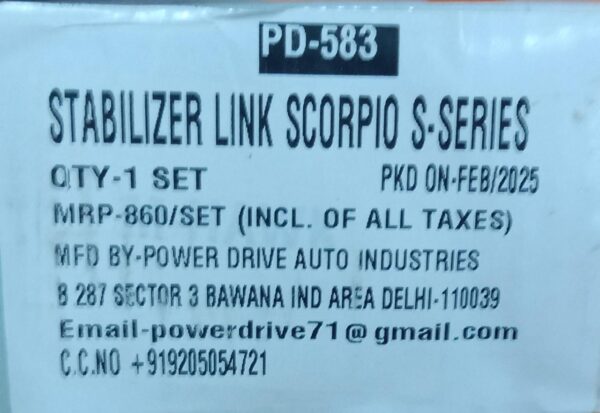 PD-583
STABILIZER LINK SCORPIO S-SERIES
QTY-1 SET PKD ON-FEB/2025
MRP-860/SET (INCL. OF ALL TAXES)
MFD BY-POWER DRIVE AUTO INDUSTRIES
B 287 SECTOR 3 BAWANA IND AREA DELHI-110039
Email-powerdrive71@gmail.com
C.C.NO +919205054721